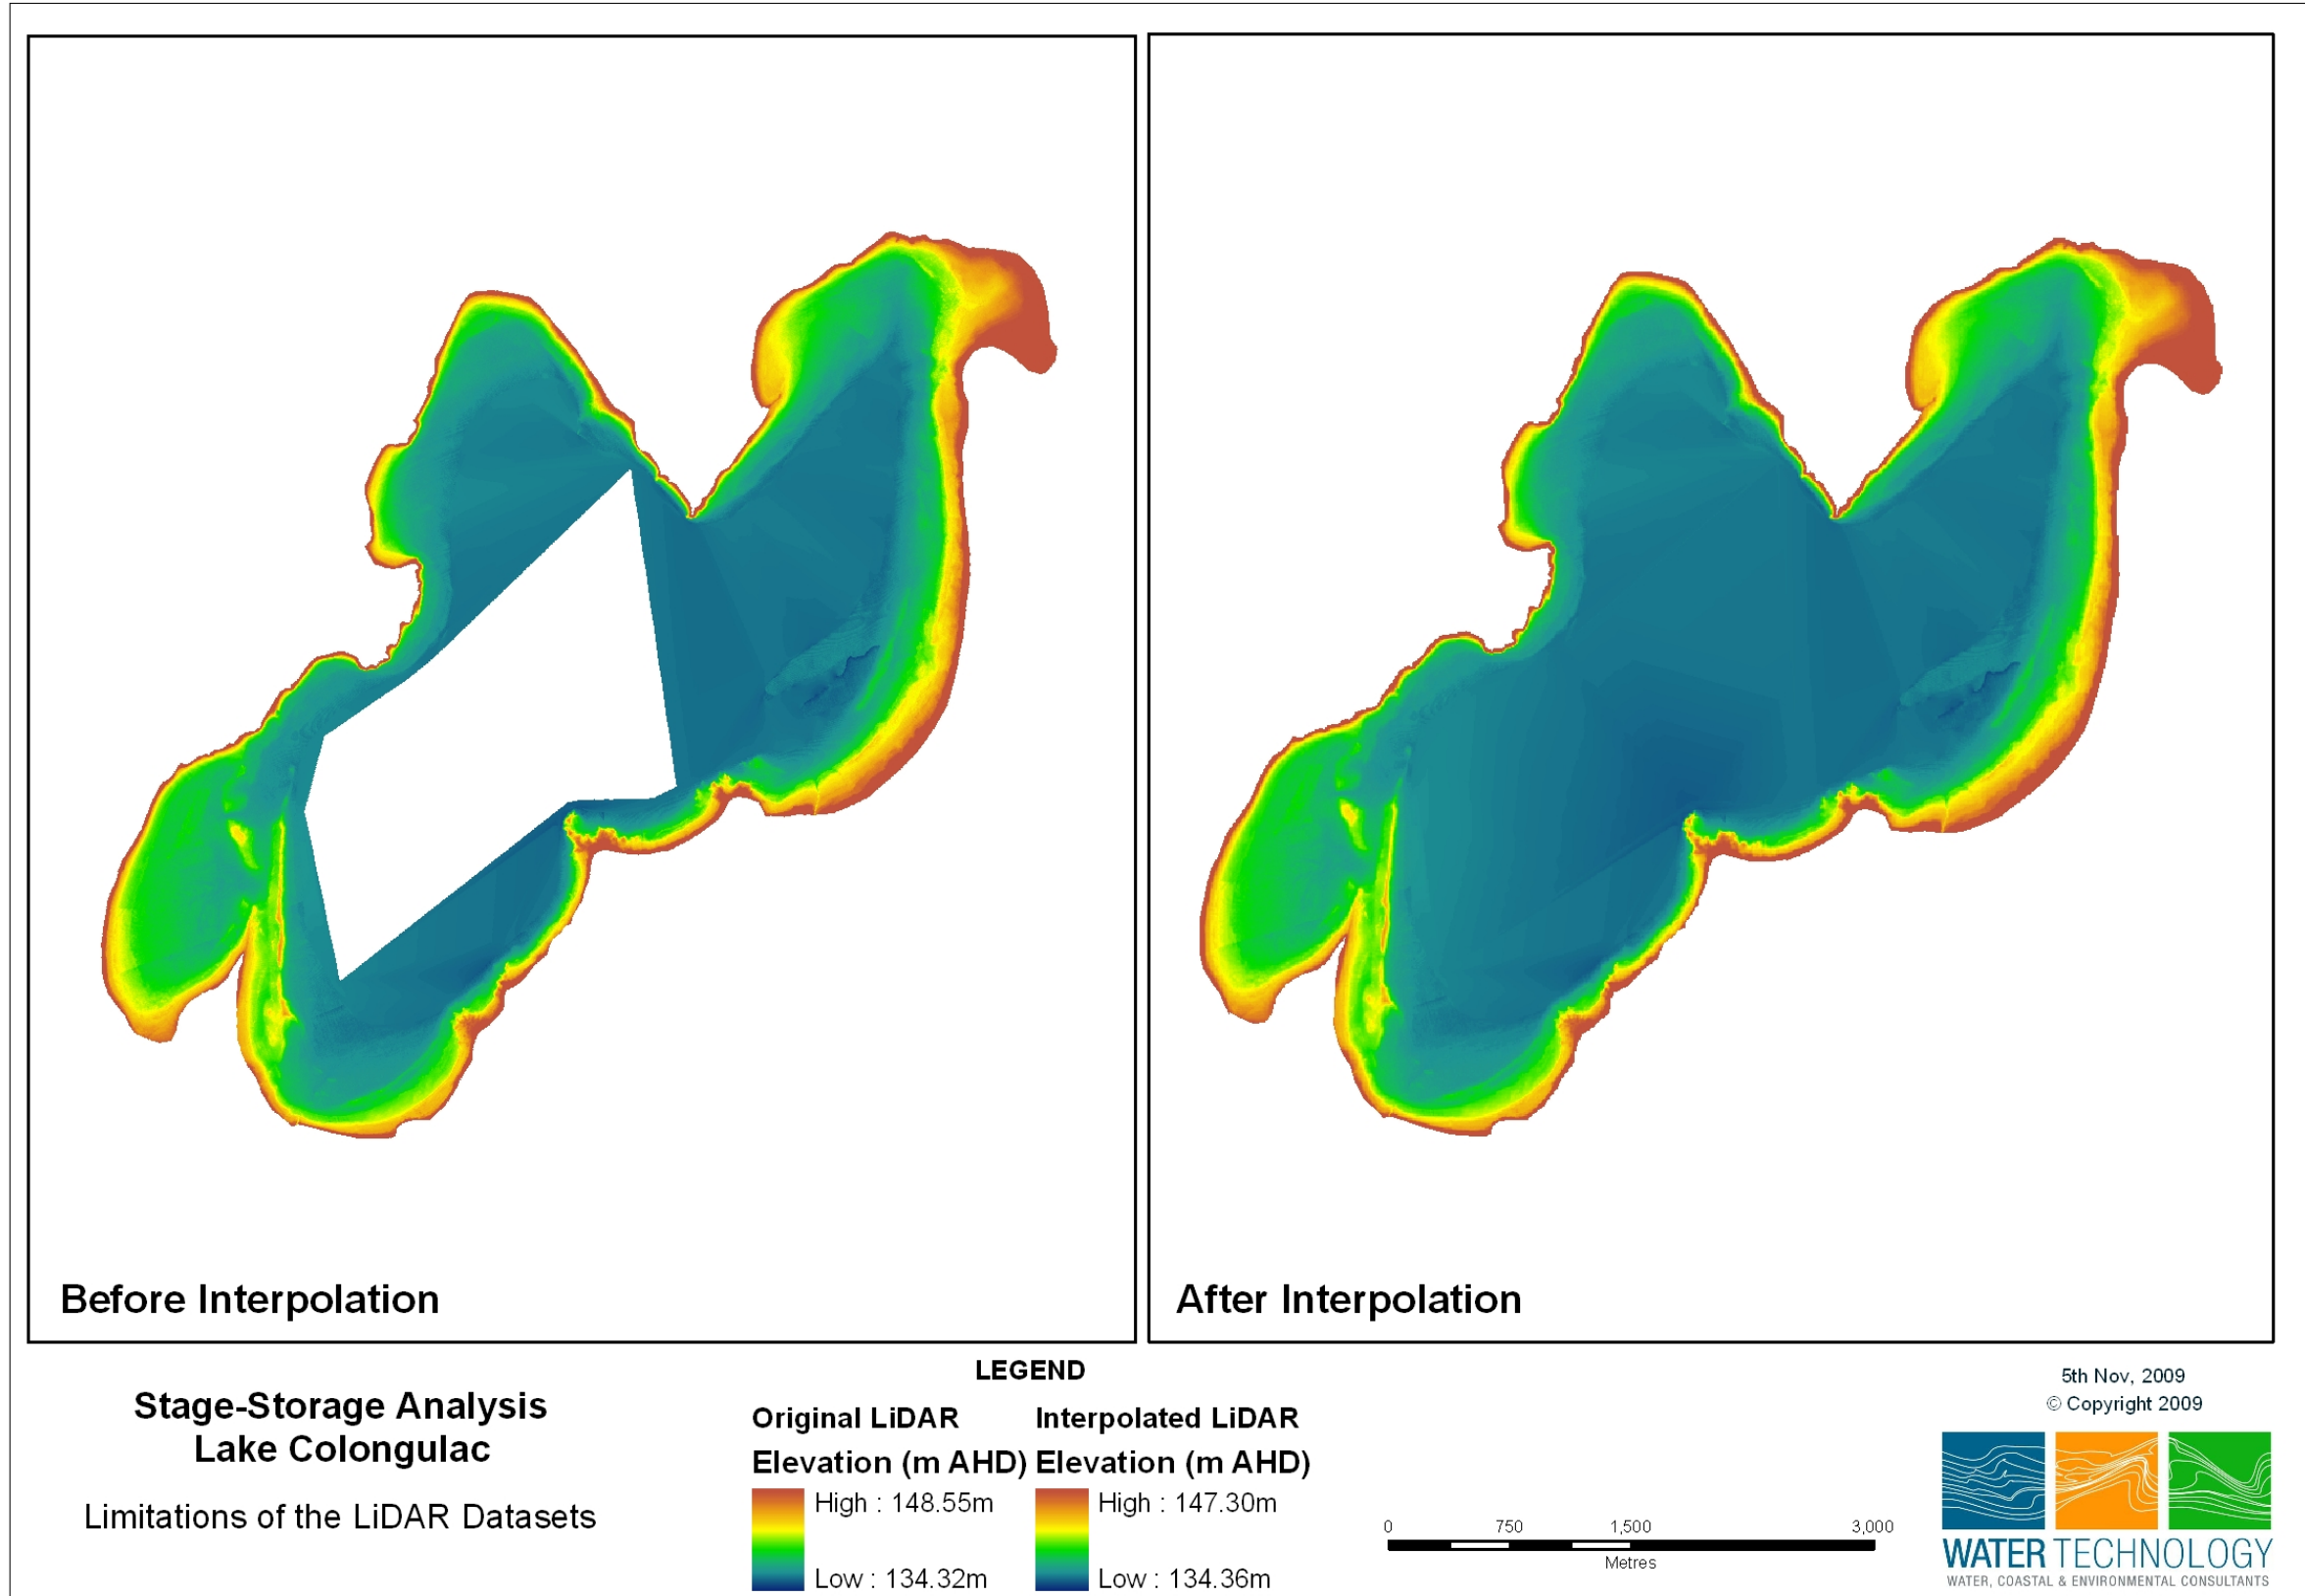 Before Interpolation
After Interpolation
Stage-Storage Analysis
Lake Colongulac
Limitations of the LiDAR Datasets
LEGEND
Original LiDAR
Elevation (m AHD)
High : 148.55m
Low : 134.32m
Interpolated LiDAR
Elevation (m AHD)
High : 147.30m
Low : 134.36m
0 750 1,500 3,000
Metres
5th Nov, 2009
© Copyright 2009
WATER TECHNOLOGY
WATER, COASTAL & ENVIRONMENTAL CONSULTANTS